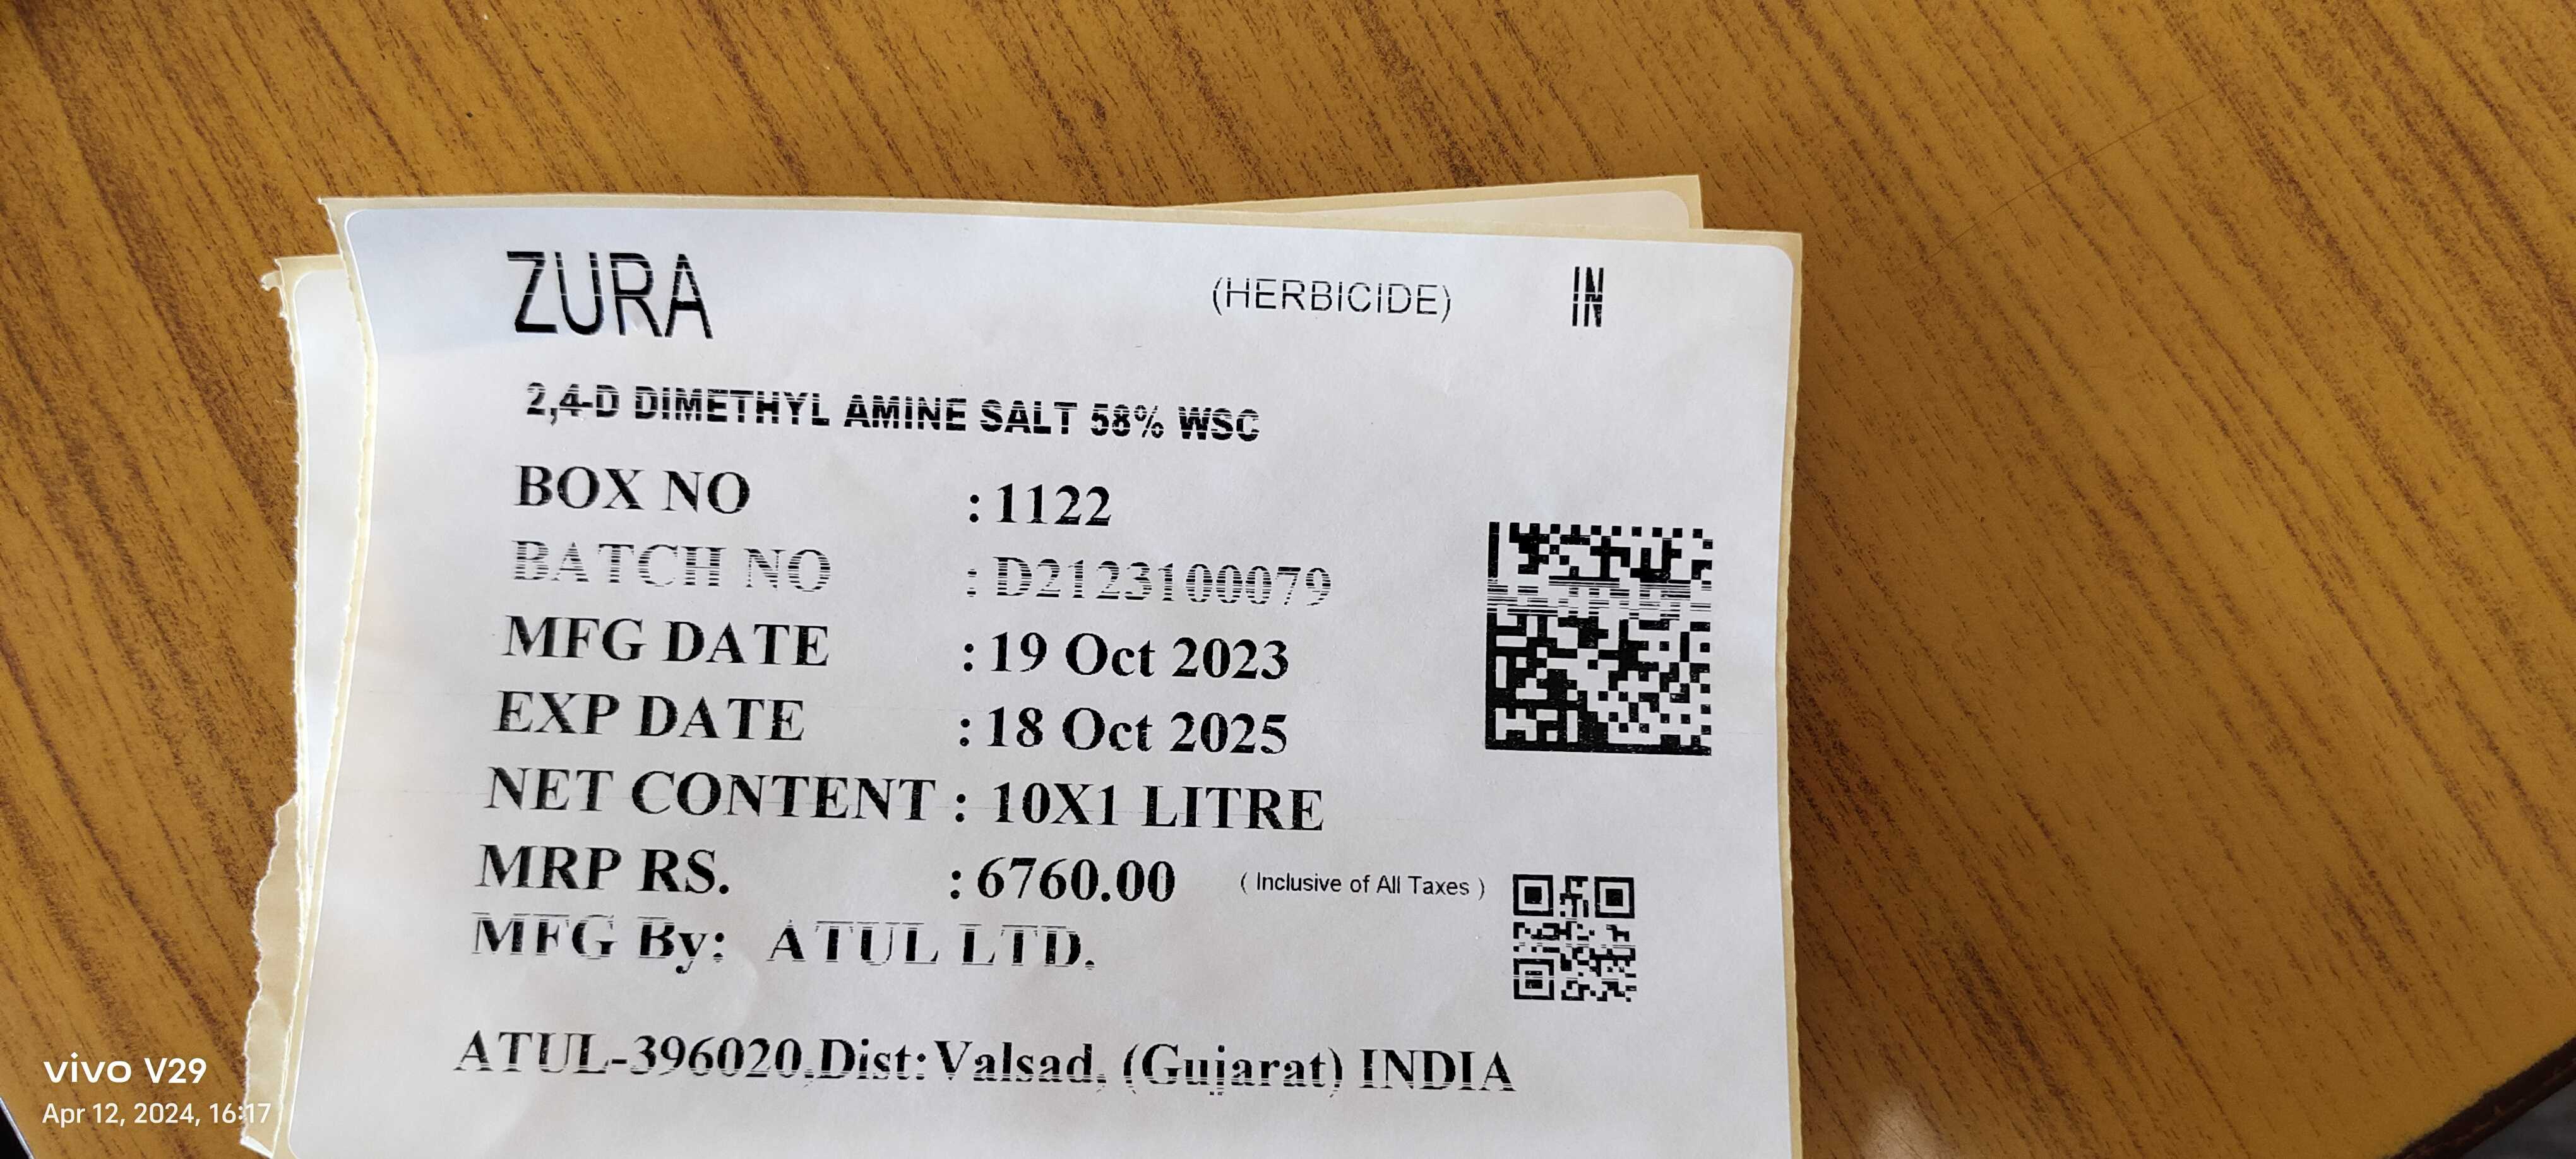 ZURA (HERBICIDE) IN
2,4-D DIMETHYL AMINE SALT 58% WSC
BOX NO : 1122
BATCH NO : D2123100079
MFG DATE : 19 Oct 2023
EXP DATE : 18 Oct 2025
NET CONTENT : 10X1 LITRE
MRP RS. : 6760.00 ( Inclusive of All Taxes )
MFG By: ATUL LTD.
ATUL-396020,Dist:Valsad, (Gujarat) INDIA
vivo V29
Apr 12, 2024, 16:17